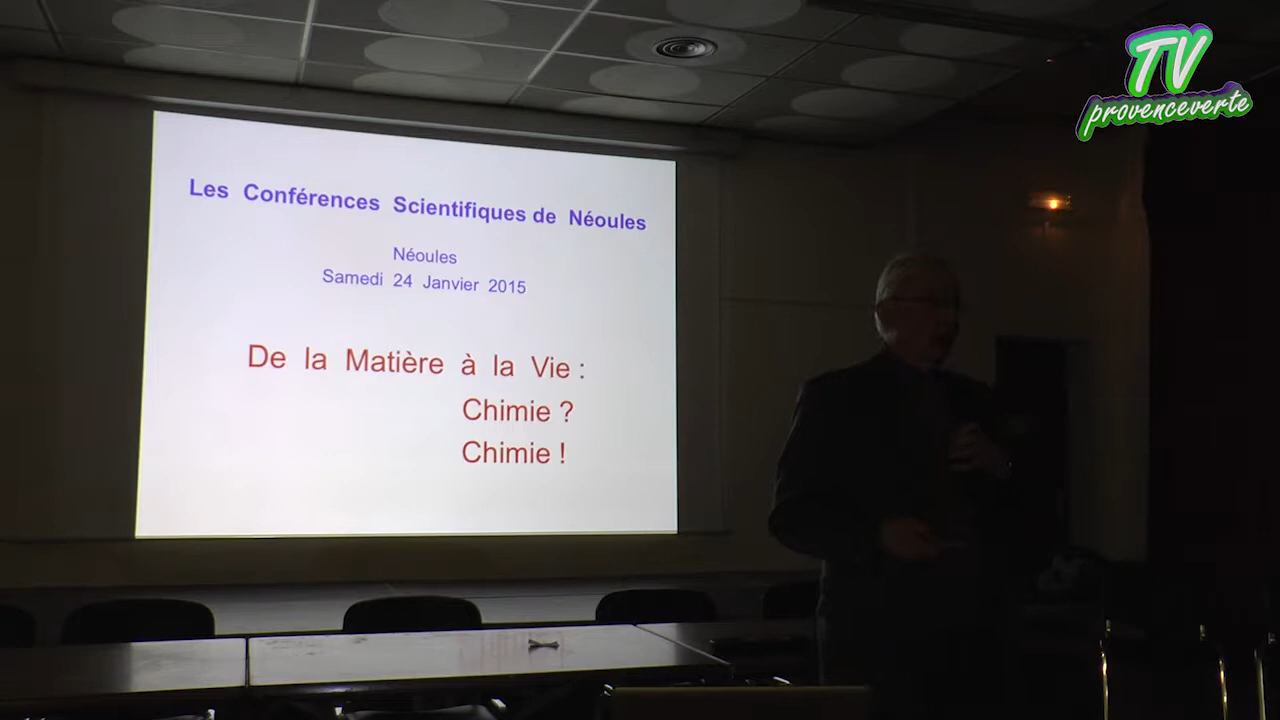 TV
provenceverte
Les Conférences Scientifiques de Néoules
Néoules
Samedi 24 Janvier 2015
De la Matière à la Vie :
Chimie ?
Chimie !